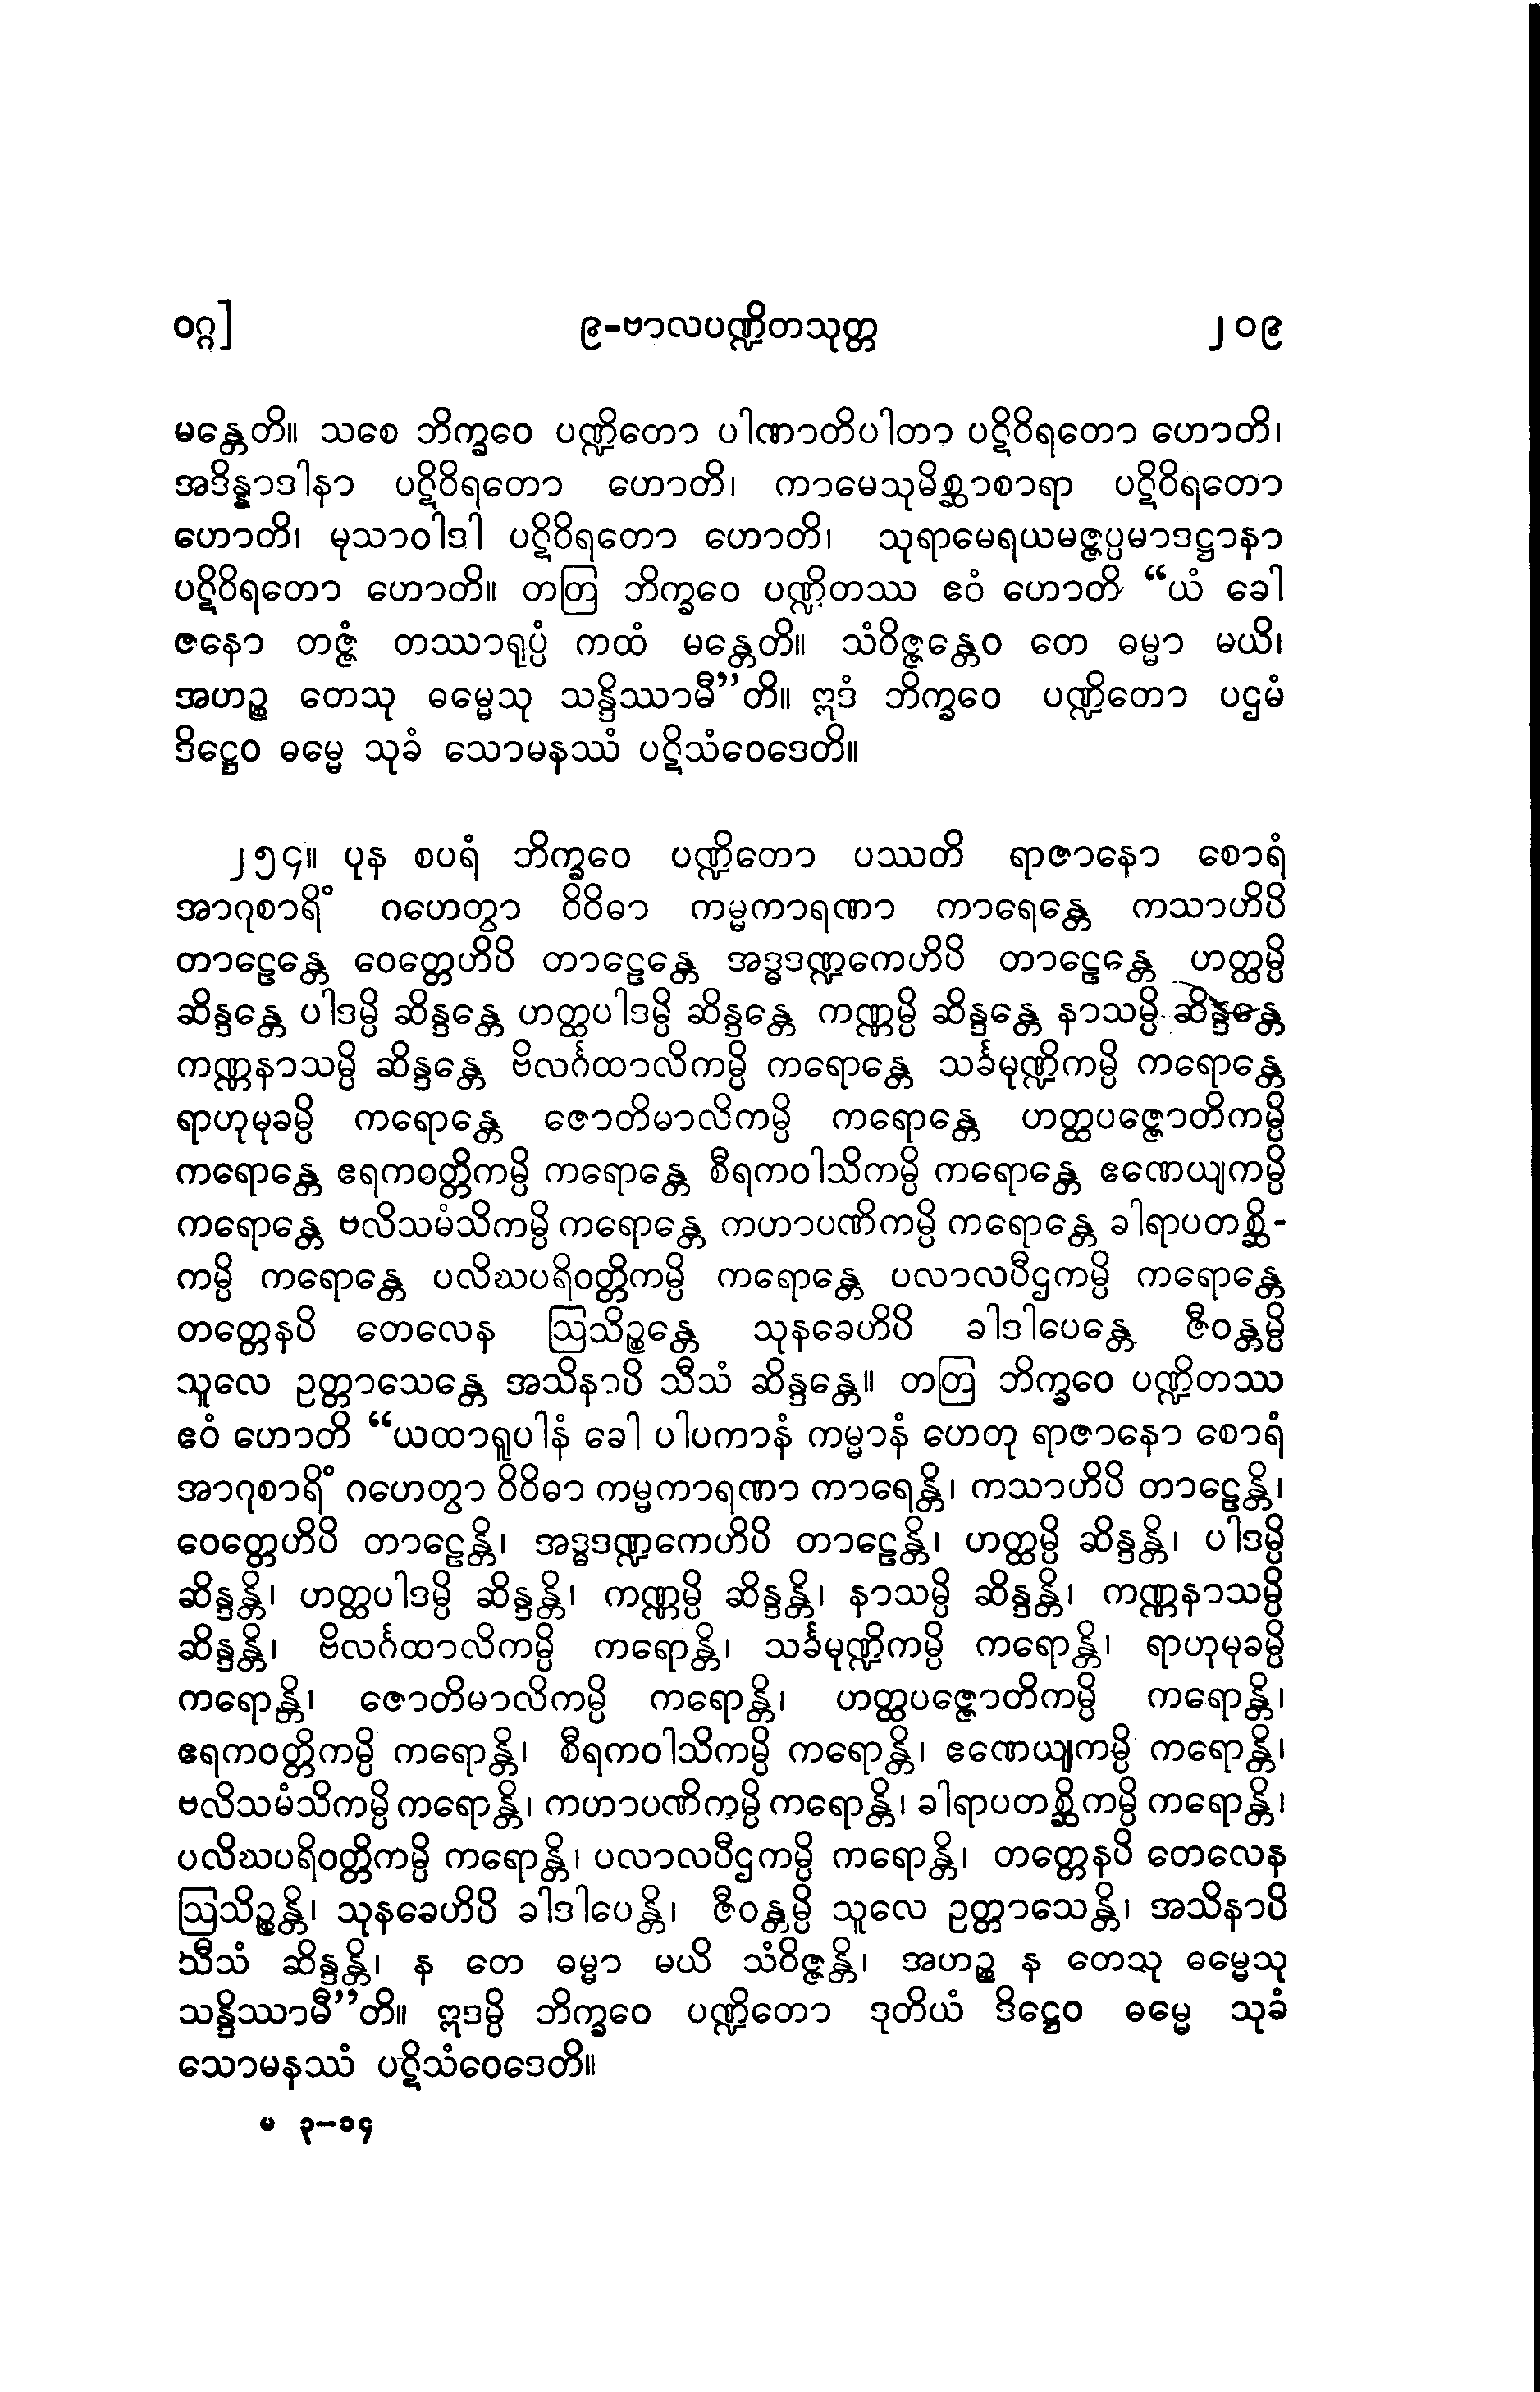 ဝဂ္ဂ]
၉-ဗာလပဏ္ဍိတသုတ္တ
၂၀၉
မန္တေတိ။ သစေ ဘိက္ခဝေ ပဏ္ဍိတော ပါဏာတိပါတာ ပဋိဝိရတော ဟောတိ၊
အဒိန္နာဒါနာ ပဋိဝိရတော ဟောတိ၊ ကာမေသုမိစ္ဆာစာရာ ပဋိဝိရတော
ဟောတိ၊ မုသာဝါဒါ ပဋိဝိရတော ဟောတိ၊ သုရာမေရယမဇ္ဇပ္ပမာဒဋ္ဌာနာ
ပဋိဝိရတော ဟောတိ။ တတြ ဘိက္ခဝေ ပဏ္ဍိတဿ ဧဝံ ဟောတိ “ယံ ခေါ
ဇနော တဇ္ဇံ တဿာရုပ္ပံ ကထံ မန္တေတိ။ သံဝိဇ္ဇန္တေဝ တေ ဓမ္မာ မယိ၊
အဟဉ္စ တေသု ဓမ္မေသု သန္ဒိဿာမီ”တိ။ ဣဒံ ဘိက္ခဝေ ပဏ္ဍိတော ပဌမံ
ဒိဋ္ဌေဝ ဓမ္မေ သုခံ သောမနဿံ ပဋိသံဝေဒေတိ။
၂၅၄။ ပုန စပရံ ဘိက္ခဝေ ပဏ္ဍိတော ပဿတိ ရာဇာနော စောရံ
အာဂုစာရိံ ဂဟေတွာ ဝိဝိဓာ ကမ္မကာရဏာ ကာရေန္တေ ကသာဟိပိ
တာဠေန္တေ ဝေတ္တေဟိပိ တာဠေန္တေ အဒ္ဓဒဏ္ဍကေဟိပိ တာဠေန္တေ ဟတ္ထမ္ပိ
ဆိန္ဒန္တေ ပါဒမ္ပိ ဆိန္ဒန္တေ ဟတ္ထပါဒမ္ပိ ဆိန္ဒန္တေ ကဏ္ဏမ္ပိ ဆိန္ဒန္တေ နာသမ္ပိ ဆိန္ဒန္တေ
ကဏ္ဏနာသမ္ပိ ဆိန္ဒန္တေ ဗိလင်္ဂထာလိကမ္ပိ ကရောန္တေ သင်္ခမုဏ္ဍိကမ္ပိ ကရောန္တေ
ရာဟုမုခမ္ပိ ကရောန္တေ ဇောတိမာလိကမ္ပိ ကရောန္တေ ဟတ္ထပဇ္ဇောတိကမ္ပိ
ကရောန္တေ ဧရကဝတ္တိကမ္ပိ ကရောန္တေ စီရကဝါသိကမ္ပိ ကရောန္တေ ဧဏေယျကမ္ပိ
ကရောန္တေ ဗလိသမံသိကမ္ပိ ကရောန္တေ ကဟာပဏိကမ္ပိ ကရောန္တေ ခါရာပတစ္ဆိ-
ကမ္ပိ ကရောန္တေ ပလိဃပရိဝတ္တိကမ္ပိ ကရောန္တေ ပလာလပီဌကမ္ပိ ကရောန္တေ
တတ္တေနပိ တေလေန ဩသိဉ္စန္တေ သုနခေဟိပိ ခါဒါပေန္တေ ဇီဝန္တမ္ပိ
သူလေ ဥတ္တာသေန္တေ အသိနာပိ သီသံ ဆိန္ဒန္တေ။ တတြ ဘိက္ခဝေ ပဏ္ဍိတဿ
ဧဝံ ဟောတိ “ယထာရူပါနံ ခေါ ပါပကာနံ ကမ္မာနံ ဟေတု ရာဇာနော စောရံ
အာဂုစာရိံ ဂဟေတွာ ဝိဝိဓာ ကမ္မကာရဏာ ကာရေန္တိ၊ ကသာဟိပိ တာဠေန္တိ၊
ဝေတ္တေဟိပိ တာဠေန္တိ၊ အဒ္ဓဒဏ္ဍကေဟိပိ တာဠေန္တိ၊ ဟတ္ထမ္ပိ ဆိန္ဒန္တိ၊ ပါဒမ္ပိ
ဆိန္ဒန္တိ၊ ဟတ္ထပါဒမ္ပိ ဆိန္ဒန္တိ၊ ကဏ္ဏမ္ပိ ဆိန္ဒန္တိ၊ နာသမ္ပိ ဆိန္ဒန္တိ၊ ကဏ္ဏနာသမ္ပိ
ဆိန္ဒန္တိ၊ ဗိလင်္ဂထာလိကမ္ပိ ကရောန္တိ၊ သင်္ခမုဏ္ဍိကမ္ပိ ကရောန္တိ၊ ရာဟုမုခမ္ပိ
ကရောန္တိ၊ ဇောတိမာလိကမ္ပိ ကရောန္တိ၊ ဟတ္ထပဇ္ဇောတိကမ္ပိ ကရောန္တိ၊
ဧရကဝတ္တိကမ္ပိ ကရောန္တိ၊ စီရကဝါသိကမ္ပိ ကရောန္တိ၊ ဧဏေယျကမ္ပိ ကရောန္တိ၊
ဗလိသမံသိကမ္ပိ ကရောန္တိ၊ ကဟာပဏိကမ္ပိ ကရောန္တိ၊ ခါရာပတစ္ဆိကမ္ပိ ကရောန္တိ၊
ပလိဃပရိဝတ္တိကမ္ပိ ကရောန္တိ၊ ပလာလပီဌကမ္ပိ ကရောန္တိ၊ တတ္တေနပိ တေလေန
ဩသိဉ္စန္တိ၊ သုနခေဟိပိ ခါဒါပေန္တိ၊ ဇီဝန္တမ္ပိ သူလေ ဥတ္တာသေန္တိ၊ အသိနာပိ
သီသံ ဆိန္ဒန္တိ၊ န တေ ဓမ္မာ မယိ သံဝိဇ္ဇန္တိ၊ အဟဉ္စ န တေသု ဓမ္မေသု
သန္ဒိဿာမီ”တိ။ ဣဒမ္ပိ ဘိက္ခဝေ ပဏ္ဍိတော ဒုတိယံ ဒိဋ္ဌေဝ ဓမ္မေ သုခံ
သောမနဿံ ပဋိသံဝေဒေတိ။
မ ၃-၁၄